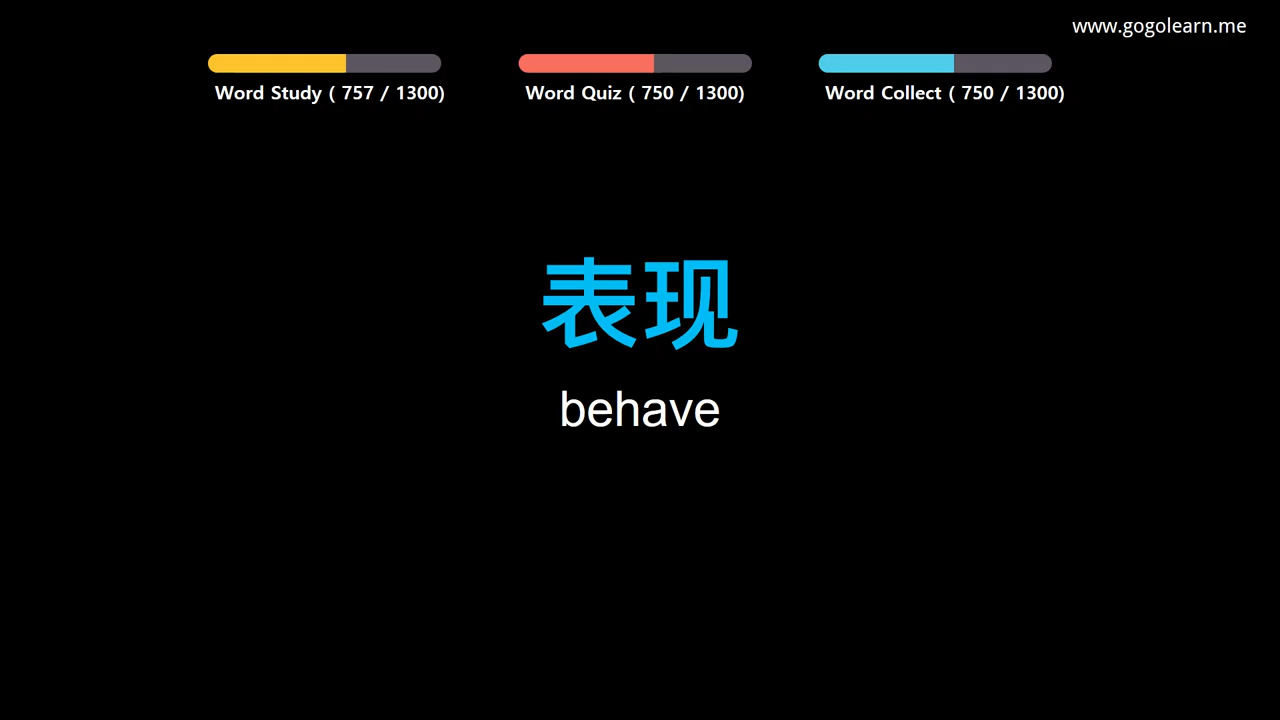 www.gogolearn.me
Word Study ( 757 / 1300)
Word Quiz ( 750 / 1300)
Word Collect ( 750 / 1300)
表现
behave